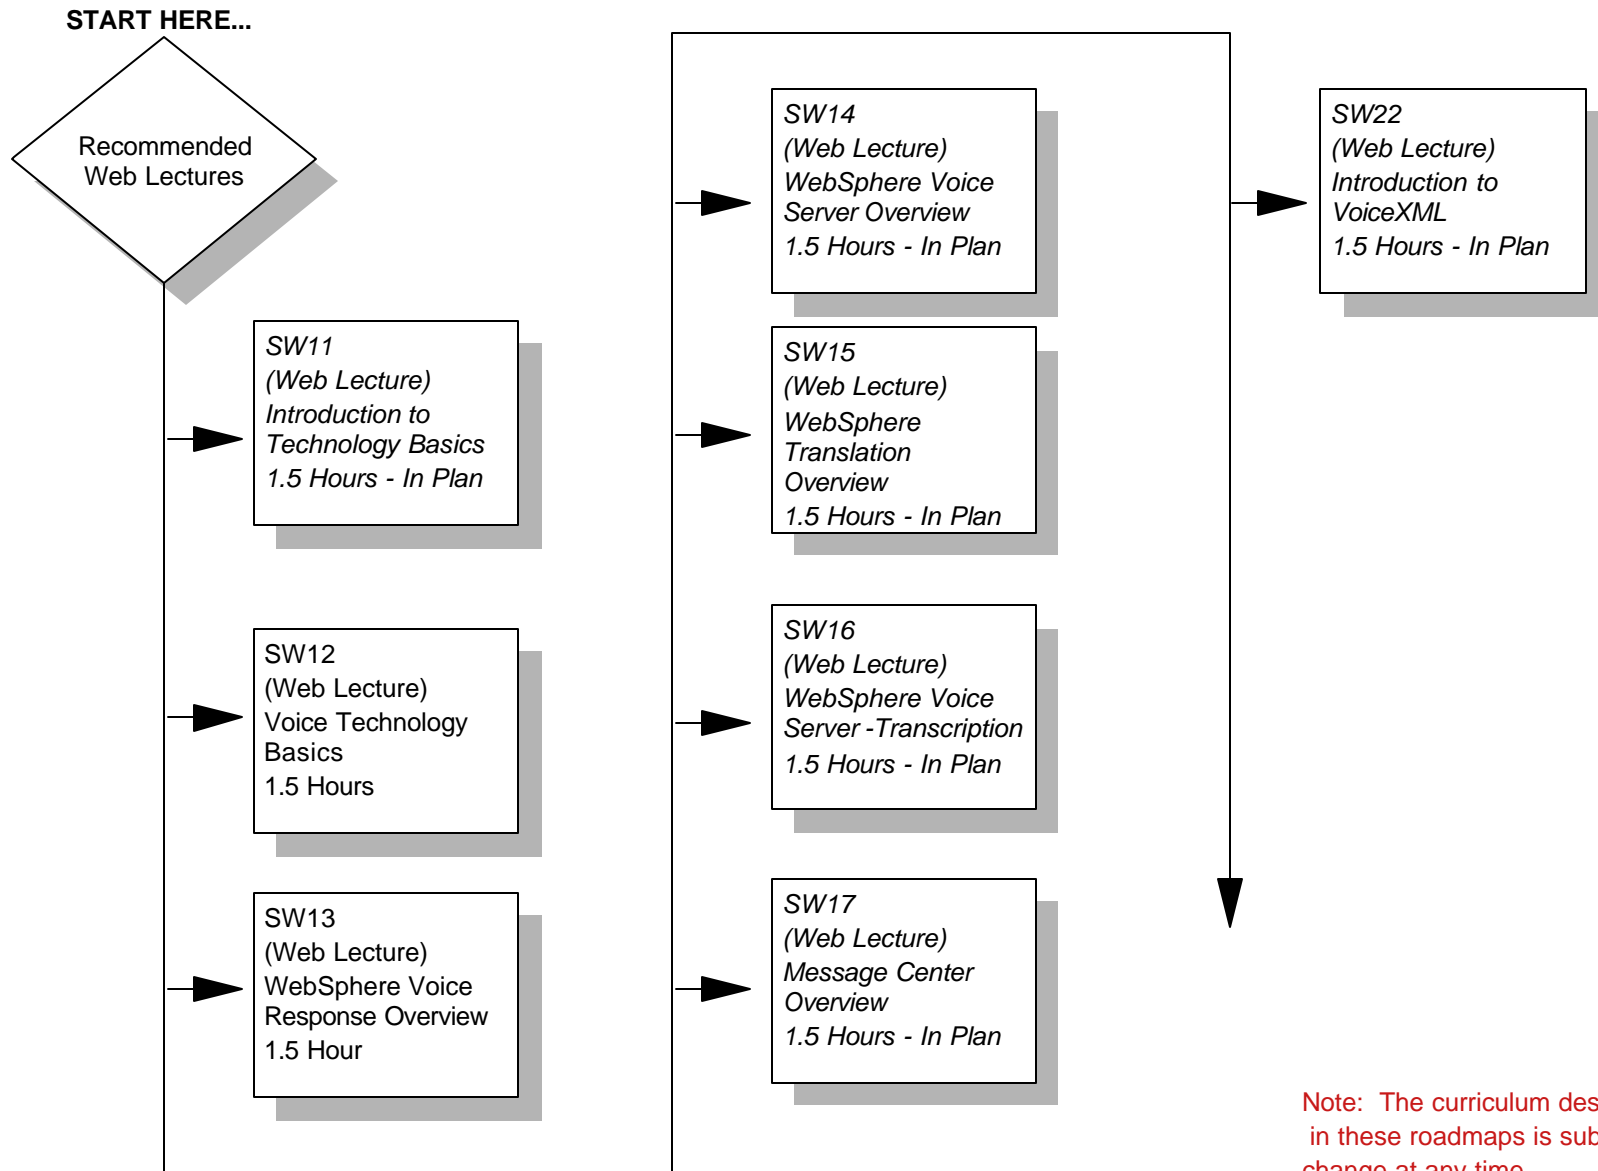 START HERE...
Recommended
Web Lectures
SW11
(Web Lecture)
Introduction to
Technology Basics
1.5 Hours - In Plan
SW12
(Web Lecture)
Voice Technology
Basics
1.5 Hours
SW13
(Web Lecture)
WebSphere Voice
Response Overview
1.5 Hour
SW14
(Web Lecture)
WebSphere Voice
Server Overview
1.5 Hours - In Plan
SW15
(Web Lecture)
WebSphere
Translation
Overview
1.5 Hours - In Plan
SW16
(Web Lecture)
WebSphere Voice
Server -Transcription
1.5 Hours - In Plan
SW17
(Web Lecture)
Message Center
Overview
1.5 Hours - In Plan
SW22
(Web Lecture)
Introduction to
VoiceXML
1.5 Hours - In Plan
Note: The curriculum des
in these roadmaps is sub
change at any time